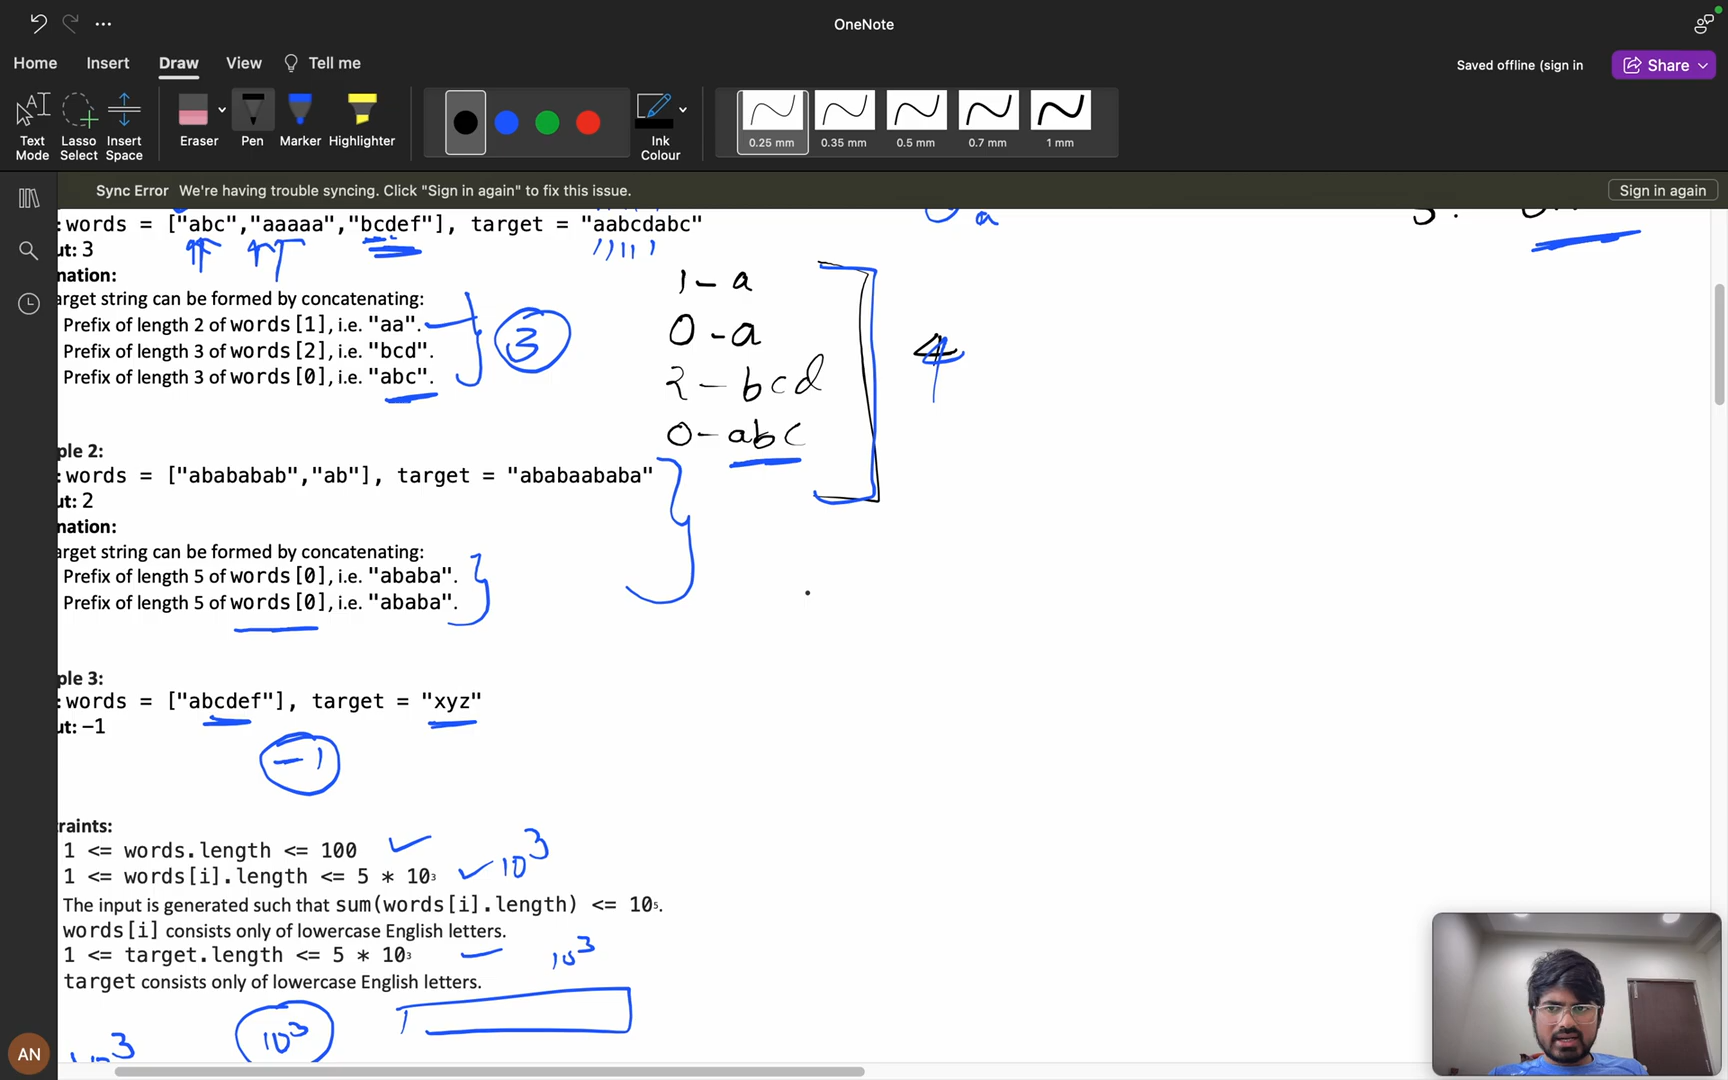 OneNote
Home Insert Draw View Tell me
Saved offline (sign in
Share
Text Mode
Lasso Select
Insert Space
Eraser
Pen
Marker
Highlighter
Ink Colour
0.25 mm
0.35 mm
0.5 mm
0.7 mm
1 mm
Sync Error We're having trouble syncing. Click "Sign in again" to fix this issue.
Sign in again
words = ["abc","aaaaa","bcdef"], target = "aabcdabc"
ut: 3
nation:
arget string can be formed by concatenating:
Prefix of length 2 of words[1], i.e. "aa".
Prefix of length 3 of words[2], i.e. "bcd".
Prefix of length 3 of words[0], i.e. "abc".
3
a
1 - a
0 - a
2 - bcd
0 - abc
4
ple 2:
: words = ["abababab","ab"], target = "ababaababa"
ut: 2
nation:
arget string can be formed by concatenating:
Prefix of length 5 of words[0], i.e. "ababa".
Prefix of length 5 of words[0], i.e. "ababa".
ple 3:
: words = ["abcdef"], target = "xyz"
ut: -1
-1
raints:
1 <= words.length <= 100
1 <= words[i].length <= 5 * 10³
10³
The input is generated such that sum(words[i].length) <= 10⁵.
words[i] consists only of lowercase English letters.
1 <= target.length <= 5 * 10³
10³
target consists only of lowercase English letters.
10³
AN